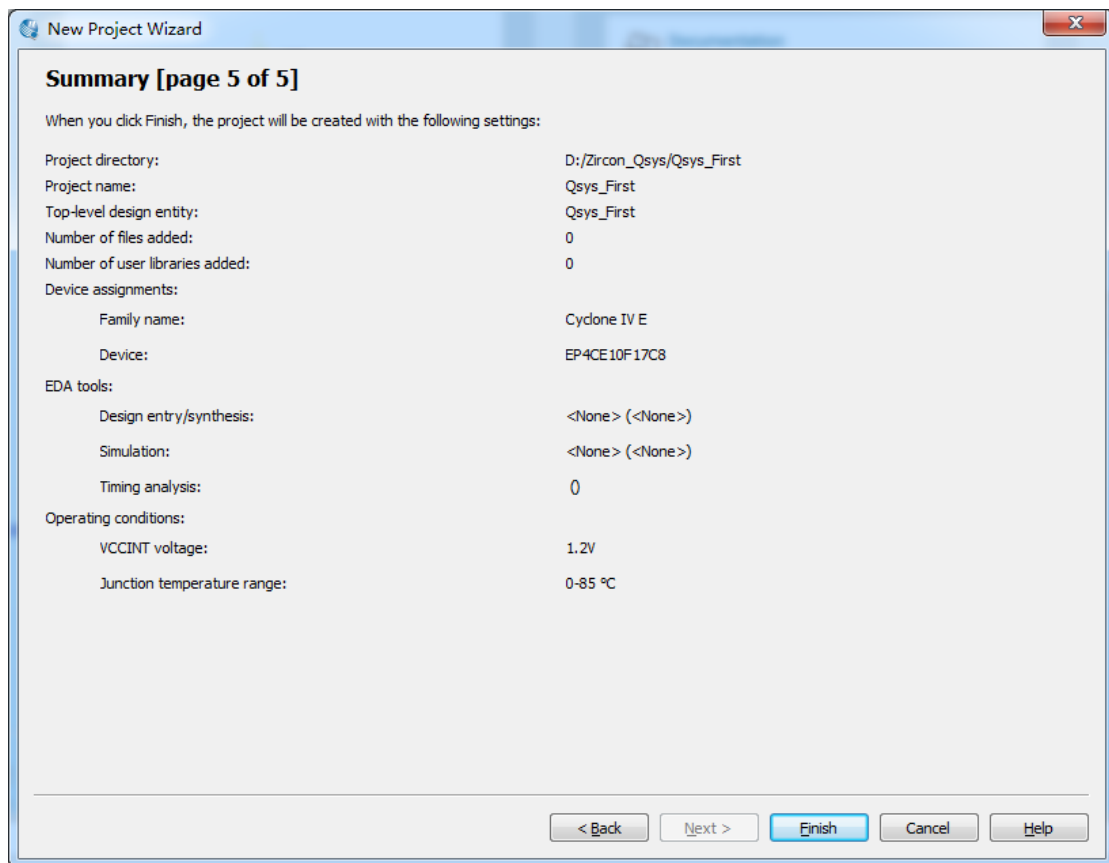 New Project Wizard
Summary [page 5 of 5]
When you click Finish, the project will be created with the following settings:
Project directory: D:/Zircon_Qsys/Qsys_First
Project name: Qsys_First
Top-level design entity: Qsys_First
Number of files added: 0
Number of user libraries added: 0
Device assignments:
Family name: Cyclone IV E
Device: EP4CE10F17C8
EDA tools:
Design entry/synthesis: <None> (<None>)
Simulation: <None> (<None>)
Timing analysis: ()
Operating conditions:
VCCINT voltage: 1.2V
Junction temperature range: 0-85 ºC
< Back Next > Finish Cancel Help